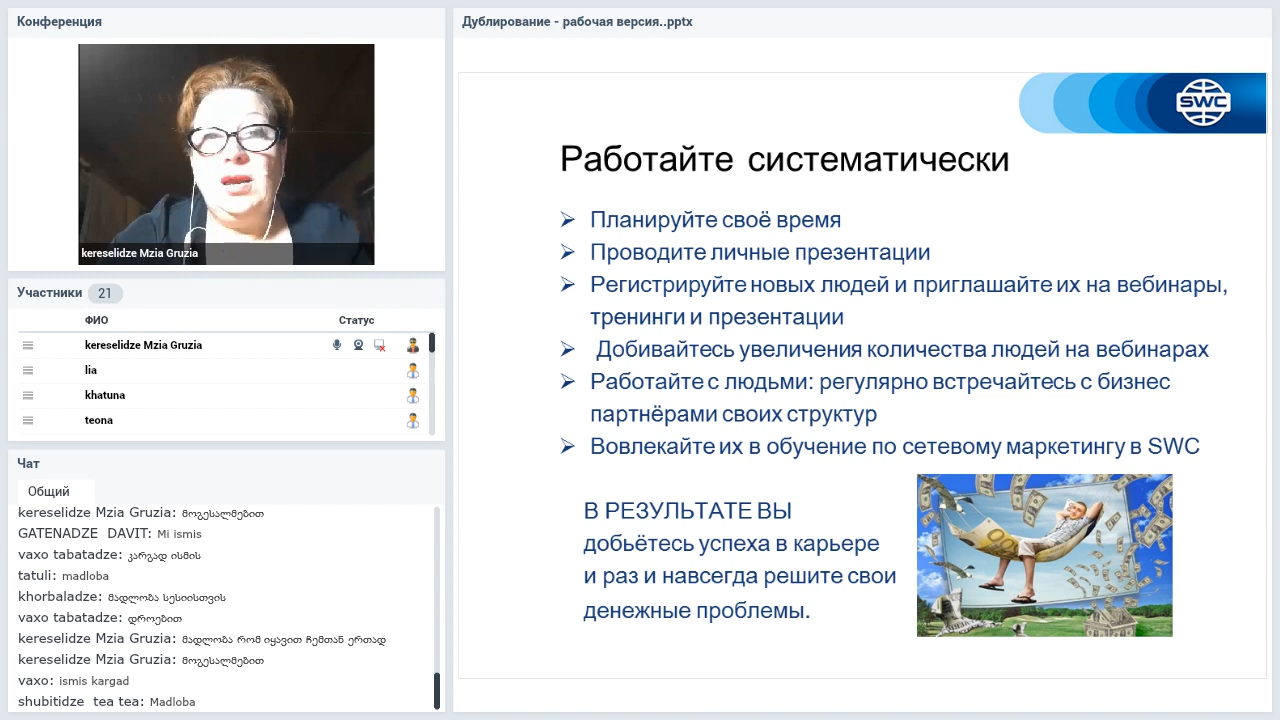 Конференция
kereselidze Mzia Gruzia
Участники 21
ФИО Статус
kereselidze Mzia Gruzia
lia
khatuna
teona
Чат
Общий
kereselidze Mzia Gruzia: მოგესალმებით
GATENADZE DAVIT: Mi ismis
vaxo tabatadze: კარგად ისმის
tatuli: madloba
khorbaladze: მადლობა სესიისთვის
vaxo tabatadze: დროებით
kereselidze Mzia Gruzia: მადლობა რომ იყავით ჩემთან ერთად
kereselidze Mzia Gruzia: მოგესალმებით
vaxo: ismis kargad
shubitidze tea tea: Madloba
Дублирование - рабочая версия..pptx
SWC
Работайте систематически
Планируйте своё время
Проводите личные презентации
Регистрируйте новых людей и приглашайте их на вебинары,
тренинги и презентации
Добивайтесь увеличения количества людей на вебинарах
Работайте с людьми: регулярно встречайтесь с бизнес
партнёрами своих структур
Вовлекайте их в обучение по сетевому маркетингу в SWC
В РЕЗУЛЬТАТЕ ВЫ
добьётесь успеха в карьере
и раз и навсегда решите свои
денежные проблемы.